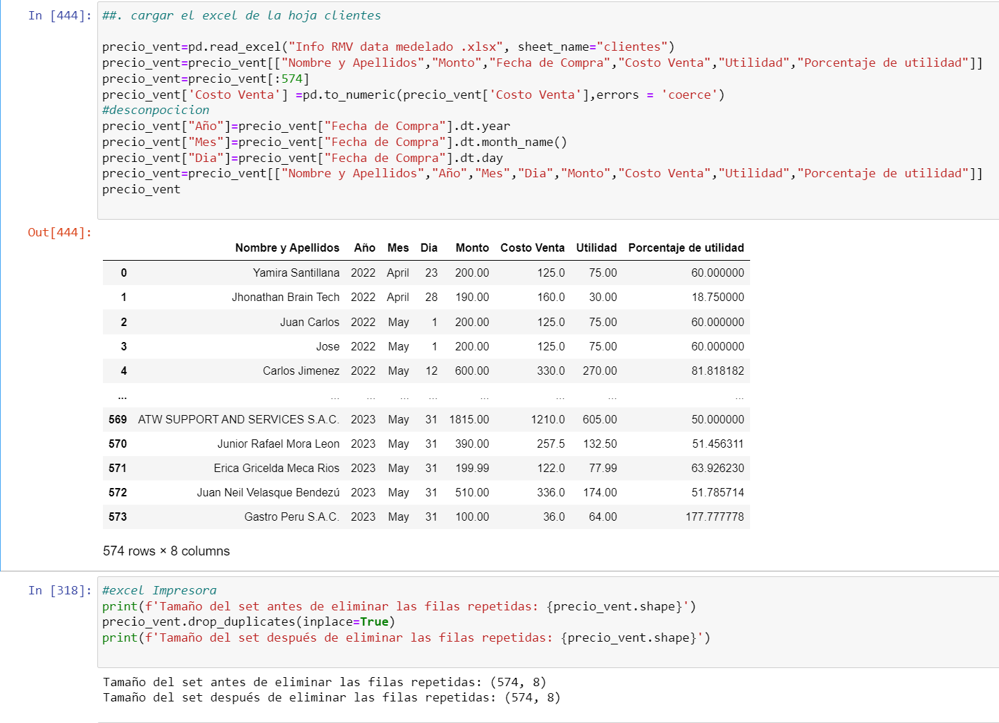 In [444]:
##. cargar el excel de la hoja clientes
precio_vent=pd.read_excel("Info RMV data medelado .xlsx", sheet_name="clientes")
precio_vent=precio_vent[["Nombre y Apellidos","Monto","Fecha de Compra","Costo Venta","Utilidad","Porcentaje de utilidad"]]
precio_vent=precio_vent[:574]
precio_vent['Costo Venta'] =pd.to_numeric(precio_vent['Costo Venta'],errors = 'coerce')
#desconpocicion
precio_vent["Año"]=precio_vent["Fecha de Compra"].dt.year
precio_vent["Mes"]=precio_vent["Fecha de Compra"].dt.month_name()
precio_vent["Dia"]=precio_vent["Fecha de Compra"].dt.day
precio_vent=precio_vent[["Nombre y Apellidos","Año","Mes","Dia","Monto","Costo Venta","Utilidad","Porcentaje de utilidad"]]
precio_vent
Out[444]:
Nombre y Apellidos Año Mes Dia Monto Costo Venta Utilidad Porcentaje de utilidad
0 Yamira Santillana 2022 April 23 200.00 125.0 75.00 60.000000
1 Jhonathan Brain Tech 2022 April 28 190.00 160.0 30.00 18.750000
2 Juan Carlos 2022 May 1 200.00 125.0 75.00 60.000000
3 Jose 2022 May 1 200.00 125.0 75.00 60.000000
4 Carlos Jimenez 2022 May 12 600.00 330.0 270.00 81.818182
... ... ... ... ... ... ... ... ...
569 ATW SUPPORT AND SERVICES S.A.C. 2023 May 31 1815.00 1210.0 605.00 50.000000
570 Junior Rafael Mora Leon 2023 May 31 390.00 257.5 132.50 51.456311
571 Erica Gricelda Meca Rios 2023 May 31 199.99 122.0 77.99 63.926230
572 Juan Neil Velasque Bendezú 2023 May 31 510.00 336.0 174.00 51.785714
573 Gastro Peru S.A.C. 2023 May 31 100.00 36.0 64.00 177.777778
574 rows × 8 columns
In [318]:
#excel Impresora
print(f'Tamaño del set antes de eliminar las filas repetidas: {precio_vent.shape}')
precio_vent.drop_duplicates(inplace=True)
print(f'Tamaño del set después de eliminar las filas repetidas: {precio_vent.shape}')
Tamaño del set antes de eliminar las filas repetidas: (574, 8)
Tamaño del set después de eliminar las filas repetidas: (574, 8)